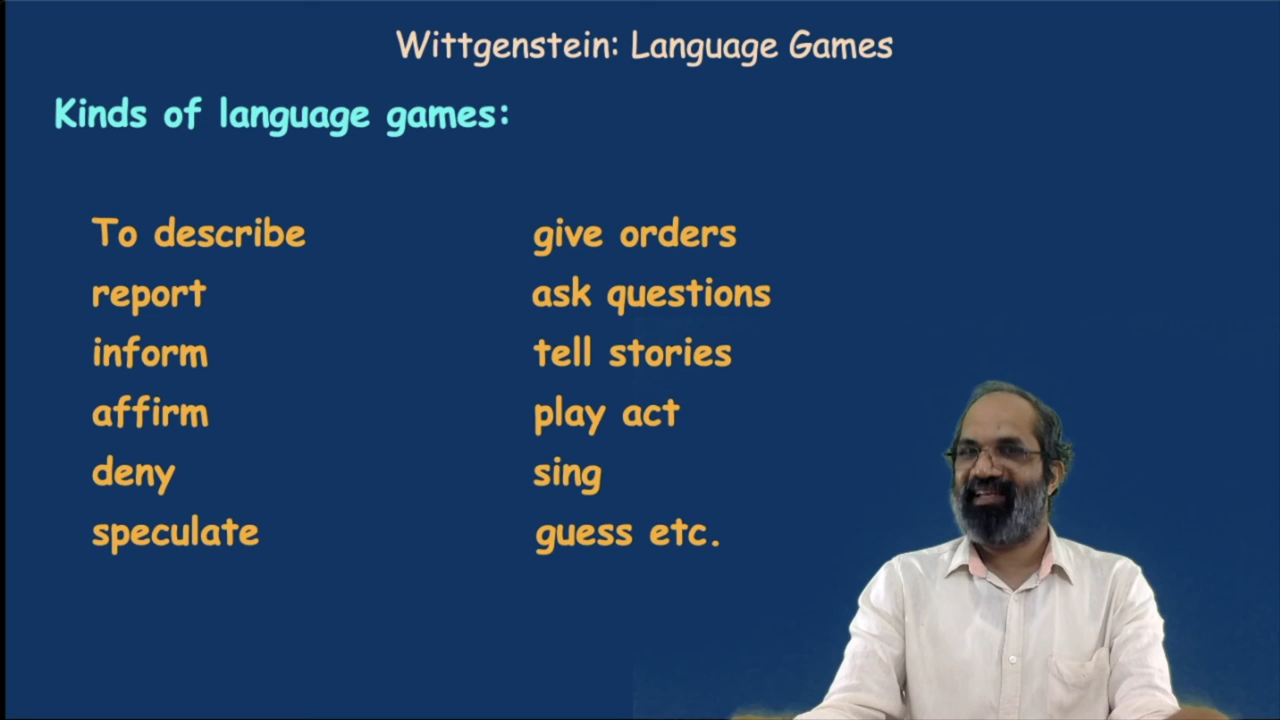 Wittgenstein: Language Games
Kinds of language games:
To describe
report
inform
affirm
deny
speculate
give orders
ask questions
tell stories
play act
sing
guess etc.